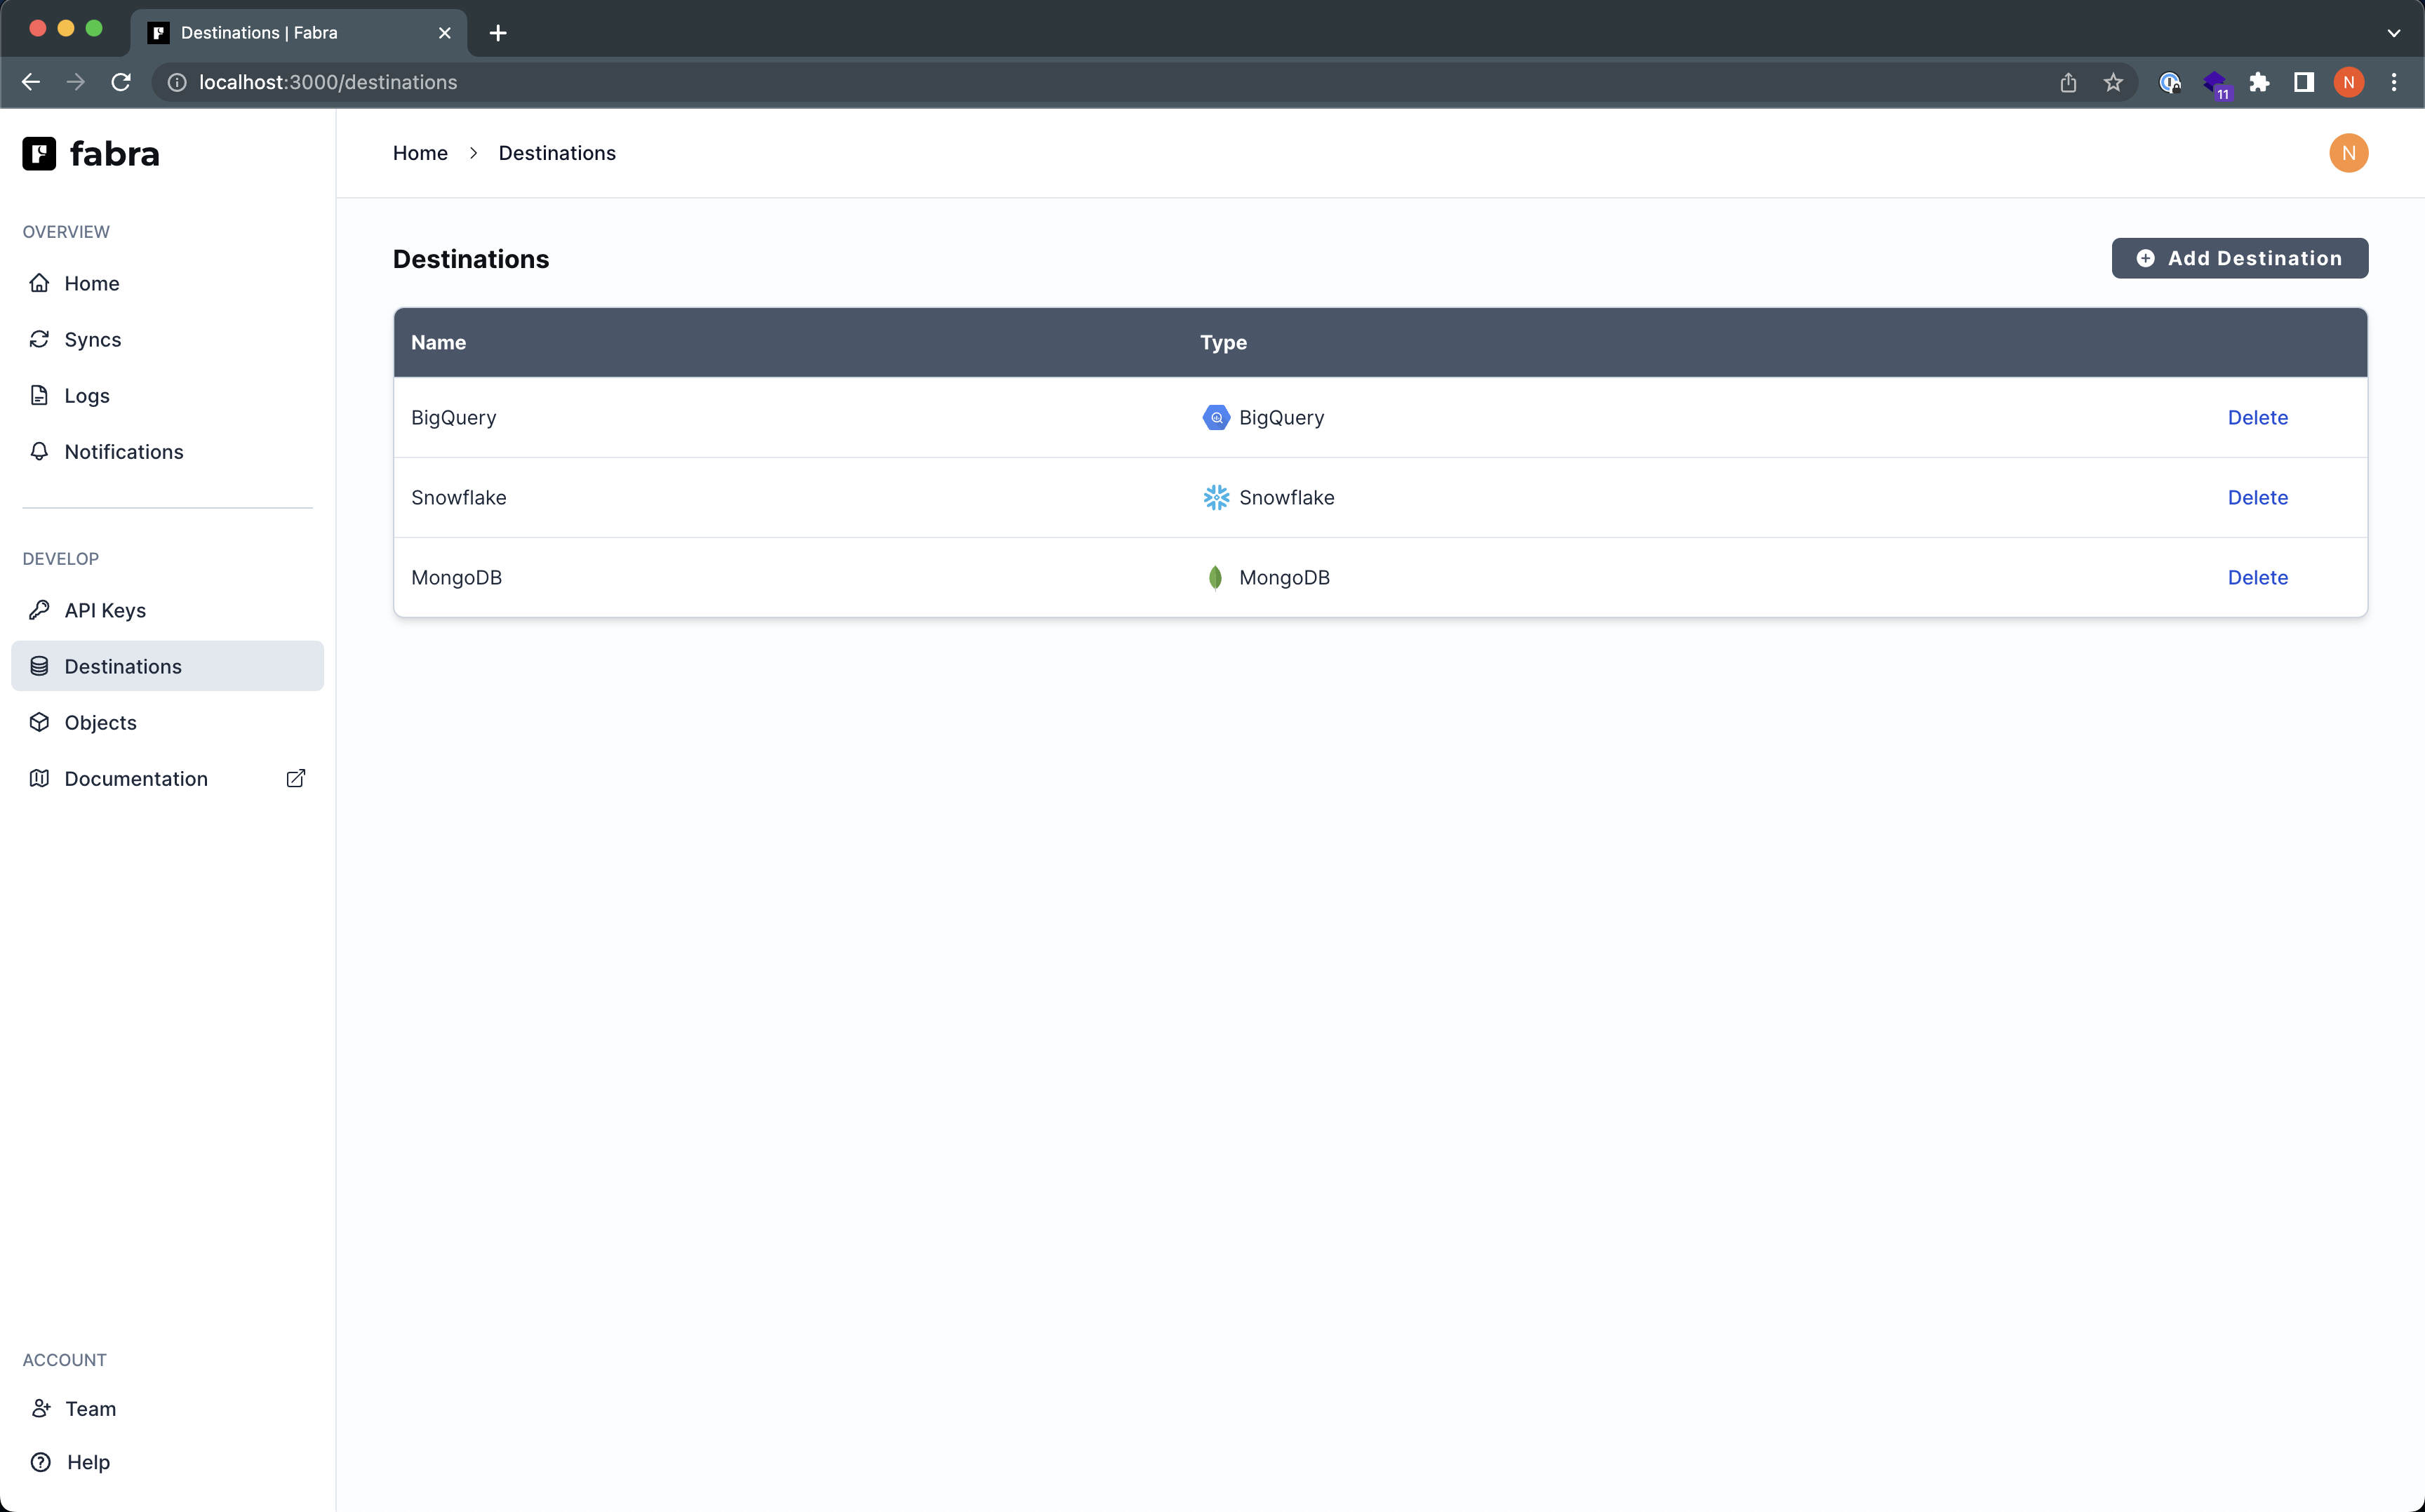 Destinations | Fabra
localhost:3000/destinations
11
N
fabra
Home > Destinations
N
OVERVIEW
Home
Syncs
Logs
Notifications
DEVELOP
API Keys
Destinations
Objects
Documentation
ACCOUNT
Team
Help
Destinations
Add Destination
Name Type
BigQuery BigQuery Delete
Snowflake Snowflake Delete
MongoDB MongoDB Delete